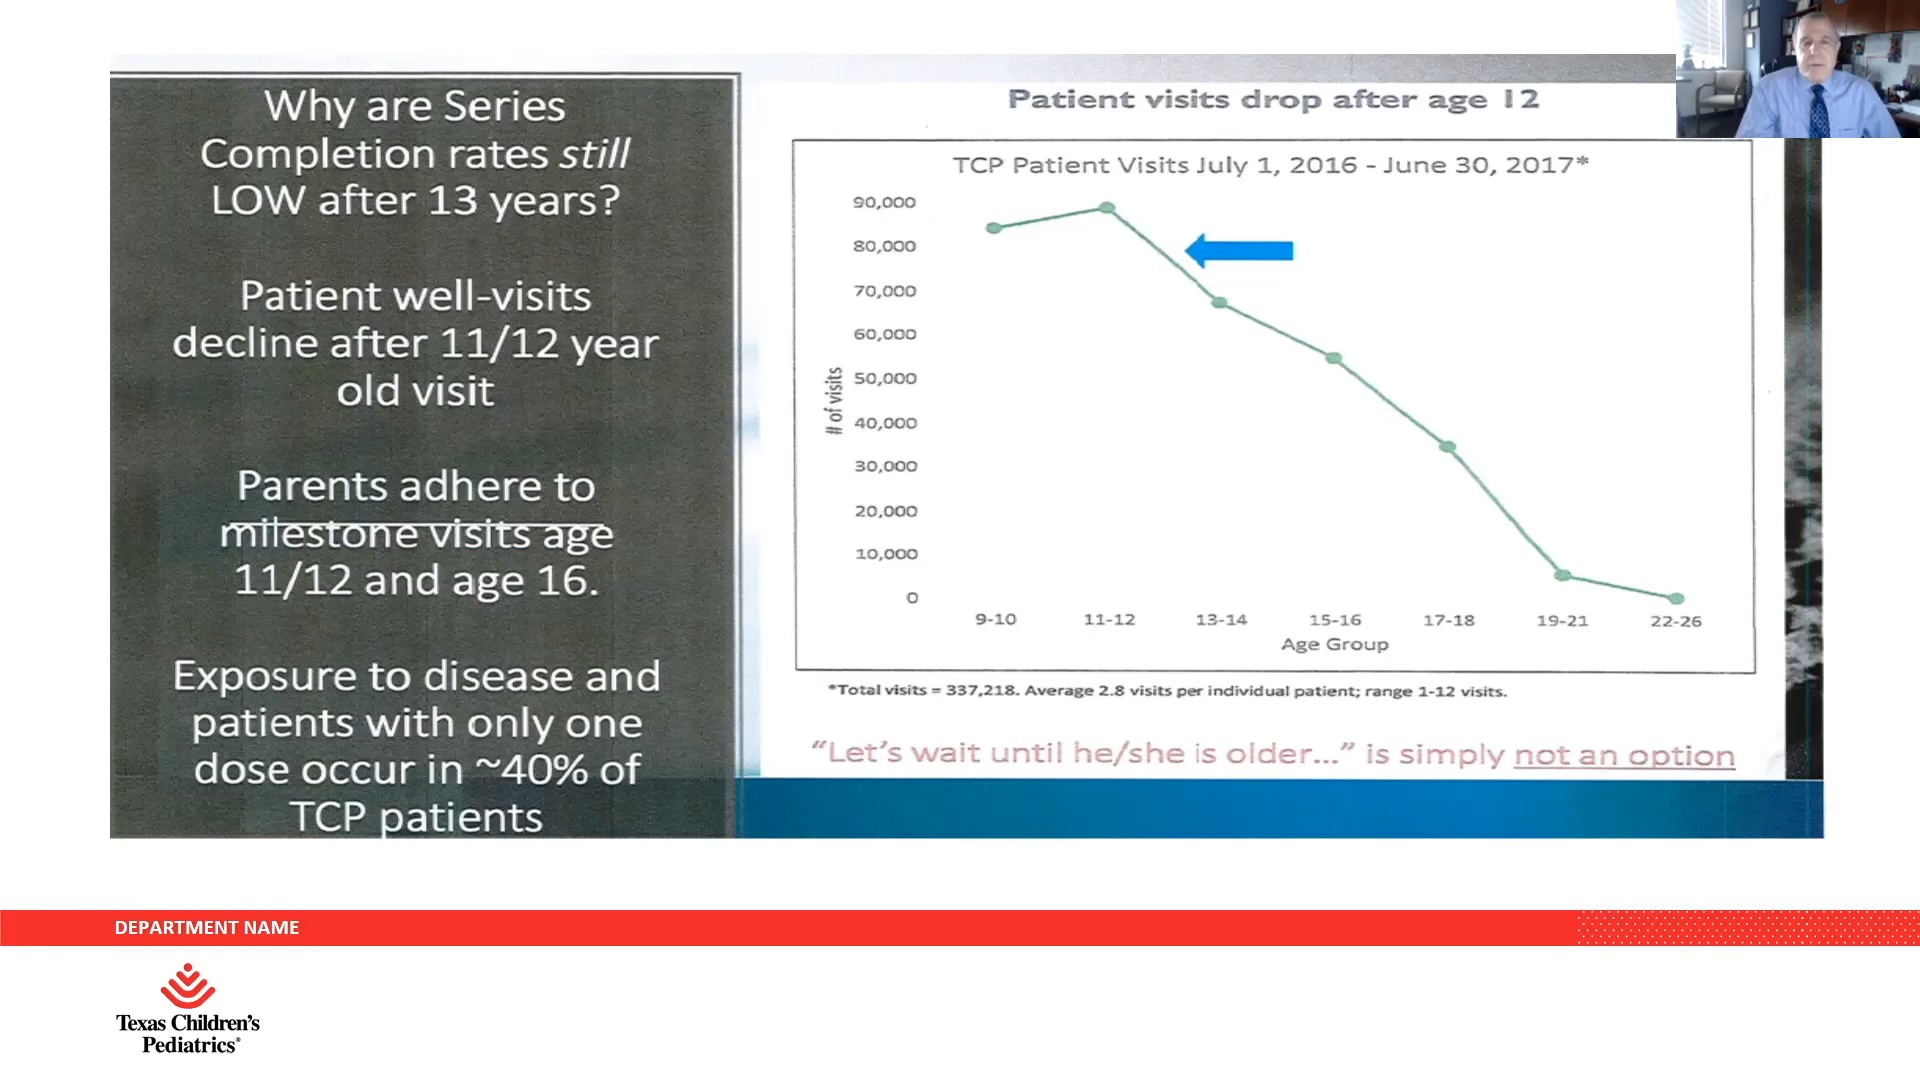 Why are Series
Completion rates still
LOW after 13 years?
Patient well-visits
decline after 11/12 year
old visit
Parents adhere to
milestone visits age
11/12 and age 16.
Exposure to disease and
patients with only one
dose occur in ~40% of
TCP patients
Patient visits drop after age 12
TCP Patient Visits July 1, 2016 - June 30, 2017*
# of visits
90,000
80,000
70,000
60,000
50,000
40,000
30,000
20,000
10,000
0
9-10 11-12 13-14 15-16 17-18 19-21 22-26
Age Group
*Total visits = 337,218. Average 2.8 visits per individual patient; range 1-12 visits.
“Let’s wait until he/she is older...” is simply not an option
DEPARTMENT NAME
Texas Children’s
Pediatrics®